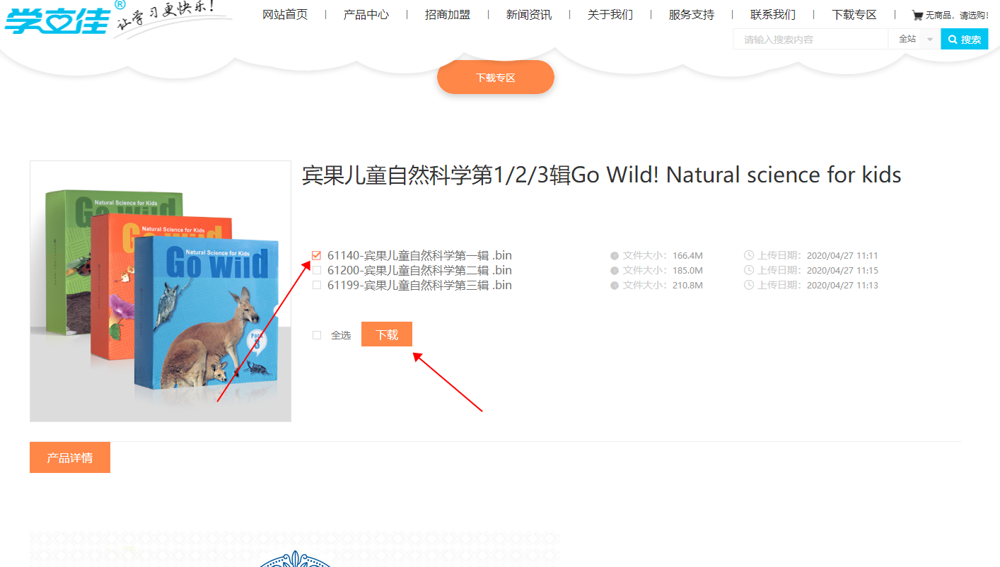 学立佳®
让学习更快乐!
网站首页 | 产品中心 | 招商加盟 | 新闻资讯 | 关于我们 | 服务支持 | 联系我们 | 下载专区 | 无商品，请选购!
请输入搜索内容 全站 搜索
下载专区
宾果儿童自然科学第1/2/3辑Go Wild! Natural science for kids
Natural Science for Kids
Go Wild
Natural Science for Kids
Go Wild
Natural Science for Kids
Go Wild
Pack
3
61140-宾果儿童自然科学第一辑 .bin 文件大小：166.4M 上传日期：2020/04/27 11:11
61200-宾果儿童自然科学第二辑 .bin 文件大小：185.0M 上传日期：2020/04/27 11:15
61199-宾果儿童自然科学第三辑 .bin 文件大小：210.8M 上传日期：2020/04/27 11:13
全选 下载
产品详情